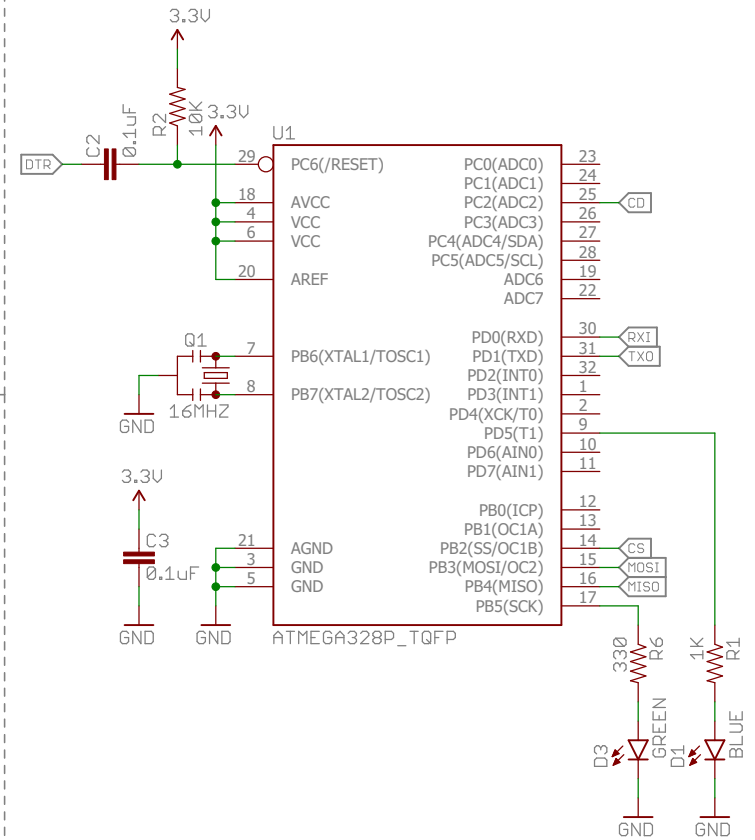 3.3V
R2
10K
3.3V
DTR
C2
0.1uF
U1
29 PC6(/RESET)
18 AVCC
4 VCC
6 VCC
20 AREF
Q1
7 PB6(XTAL1/TOSC1)
8 PB7(XTAL2/TOSC2)
16MHZ
GND
3.3V
C3
0.1uF
GND
21 AGND
3 GND
5 GND
GND
ATMEGA328P_TQFP
PC0(ADC0) 23
PC1(ADC1) 24
PC2(ADC2) 25 CD
PC3(ADC3) 26
PC4(ADC4/SDA) 27
PC5(ADC5/SCL) 28
ADC6 19
ADC7 22
PD0(RXD) 30 RXI
PD1(TXD) 31 TXO
PD2(INT0) 32
PD3(INT1) 1
PD4(XCK/T0) 2
PD5(T1) 9
PD6(AIN0) 10
PD7(AIN1) 11
PB0(ICP) 12
PB1(OC1A) 13
PB2(SS/OC1B) 14 CS
PB3(MOSI/OC2) 15 MOSI
PB4(MISO) 16 MISO
PB5(SCK) 17
330
R6
1K
R1
D3
GREEN
D1
BLUE
GND
GND